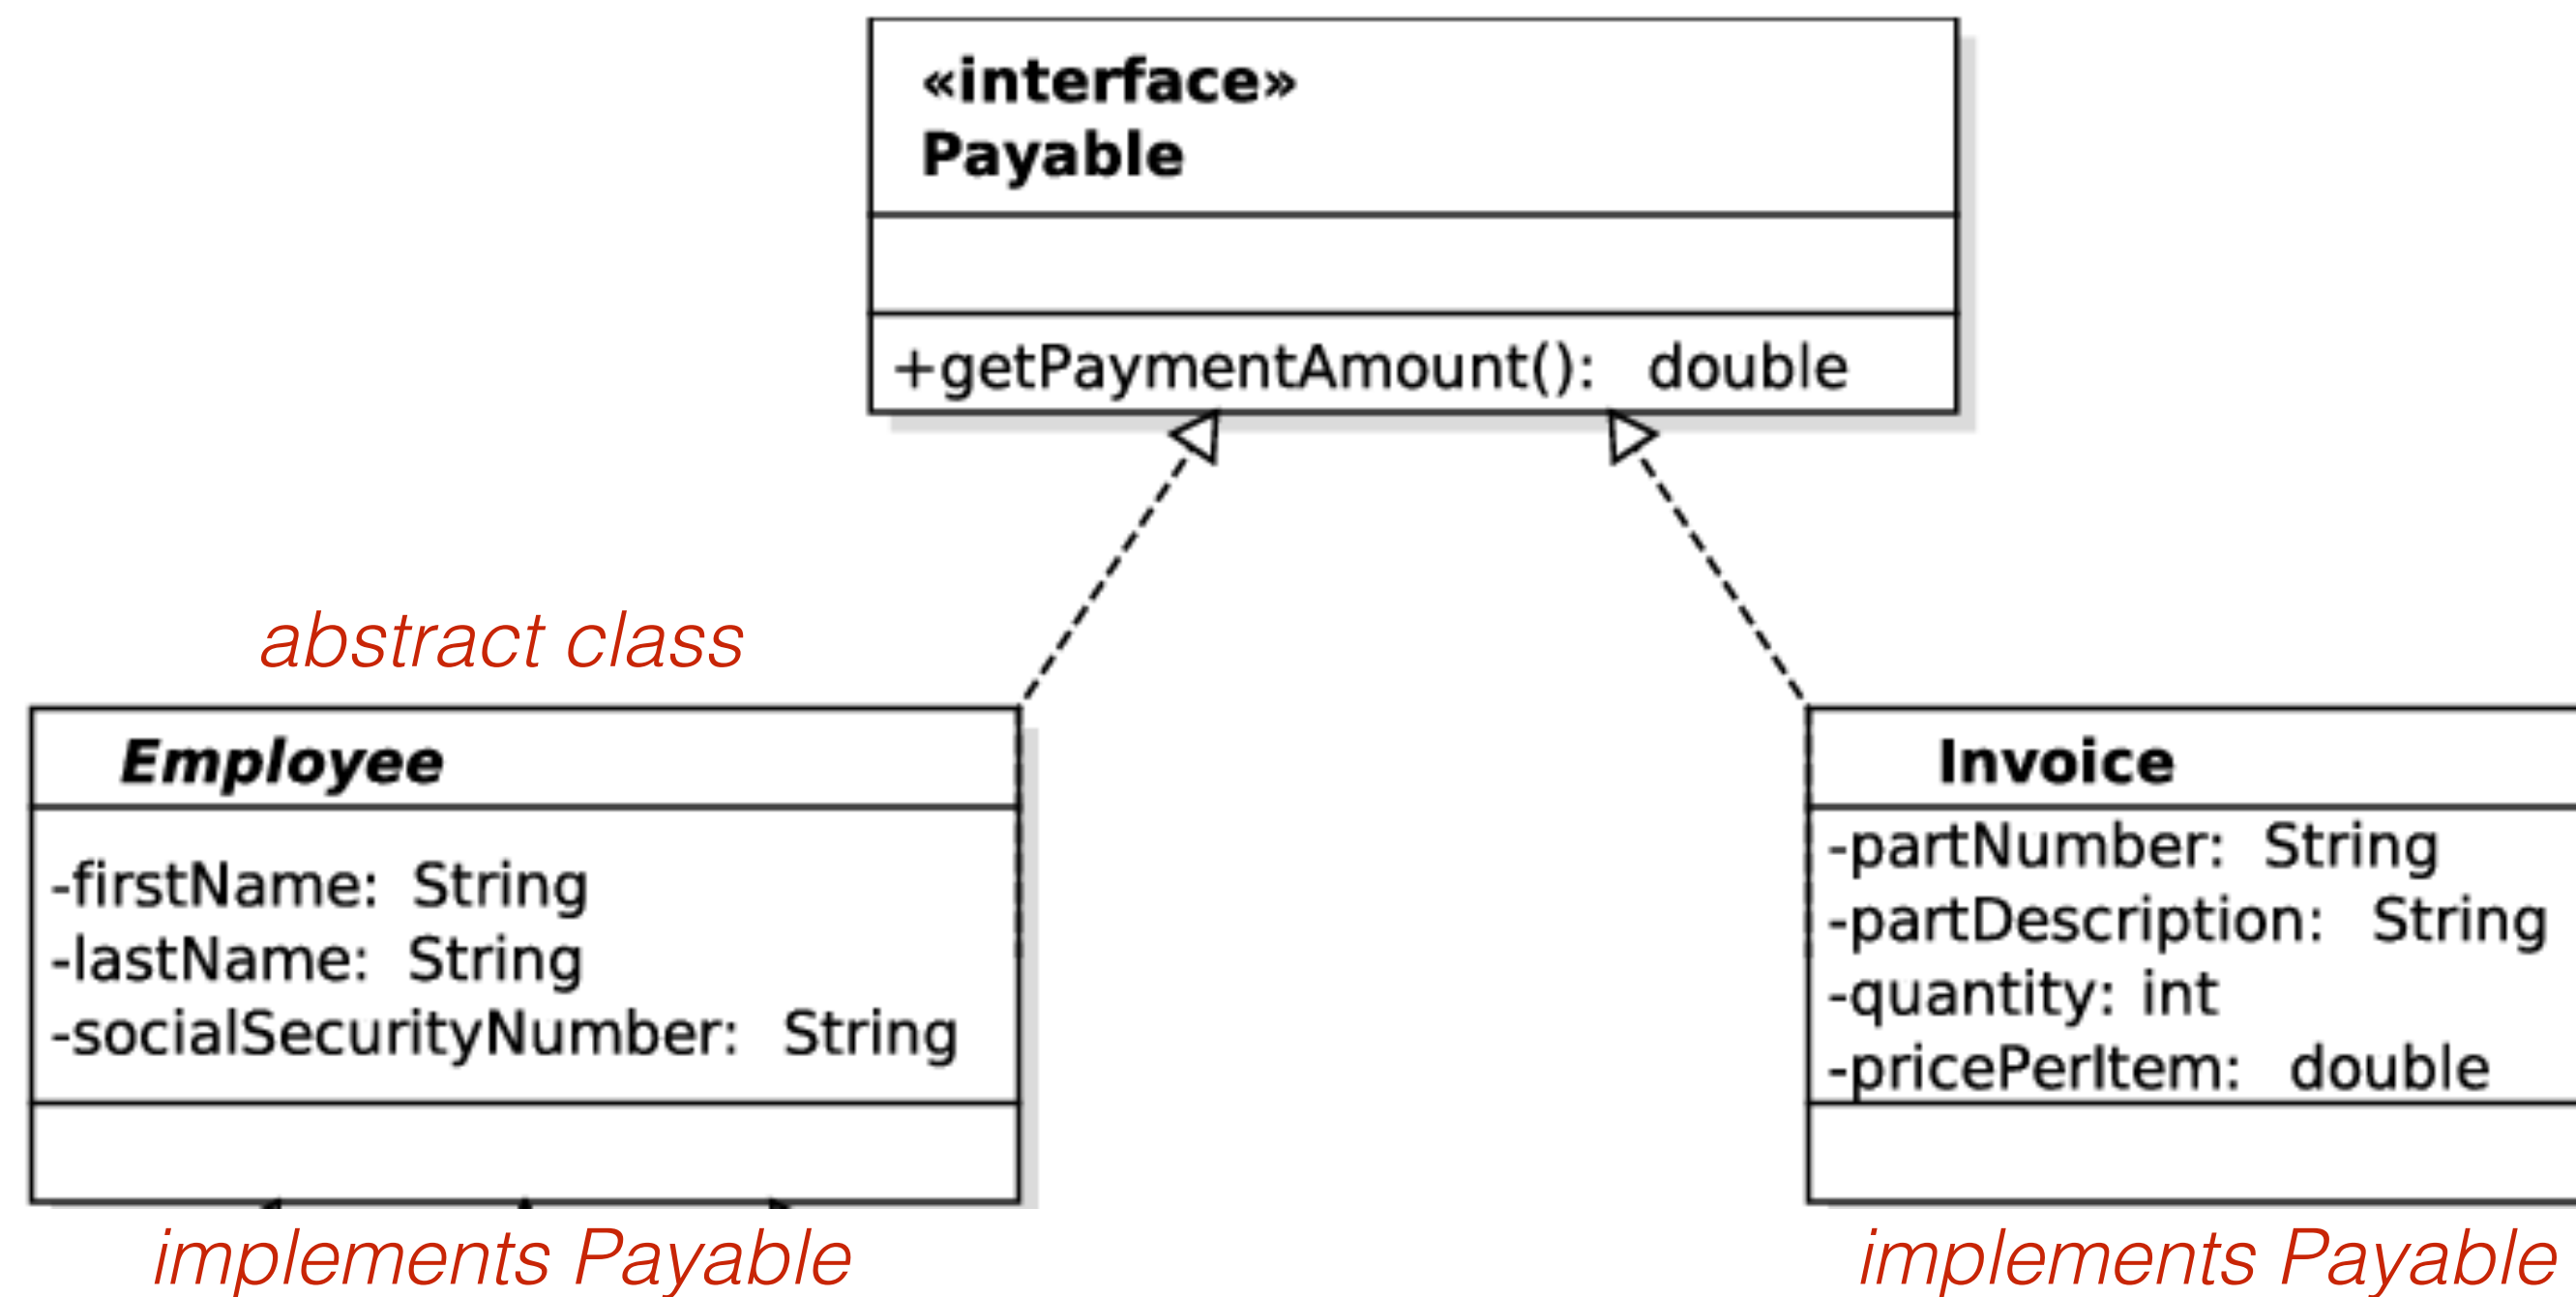 «interface»
Payable
+getPaymentAmount(): double
abstract class
Employee
-firstName: String
-lastName: String
-socialSecurityNumber: String
implements Payable
Invoice
-partNumber: String
-partDescription: String
-quantity: int
-pricePerItem: double
implements Payable